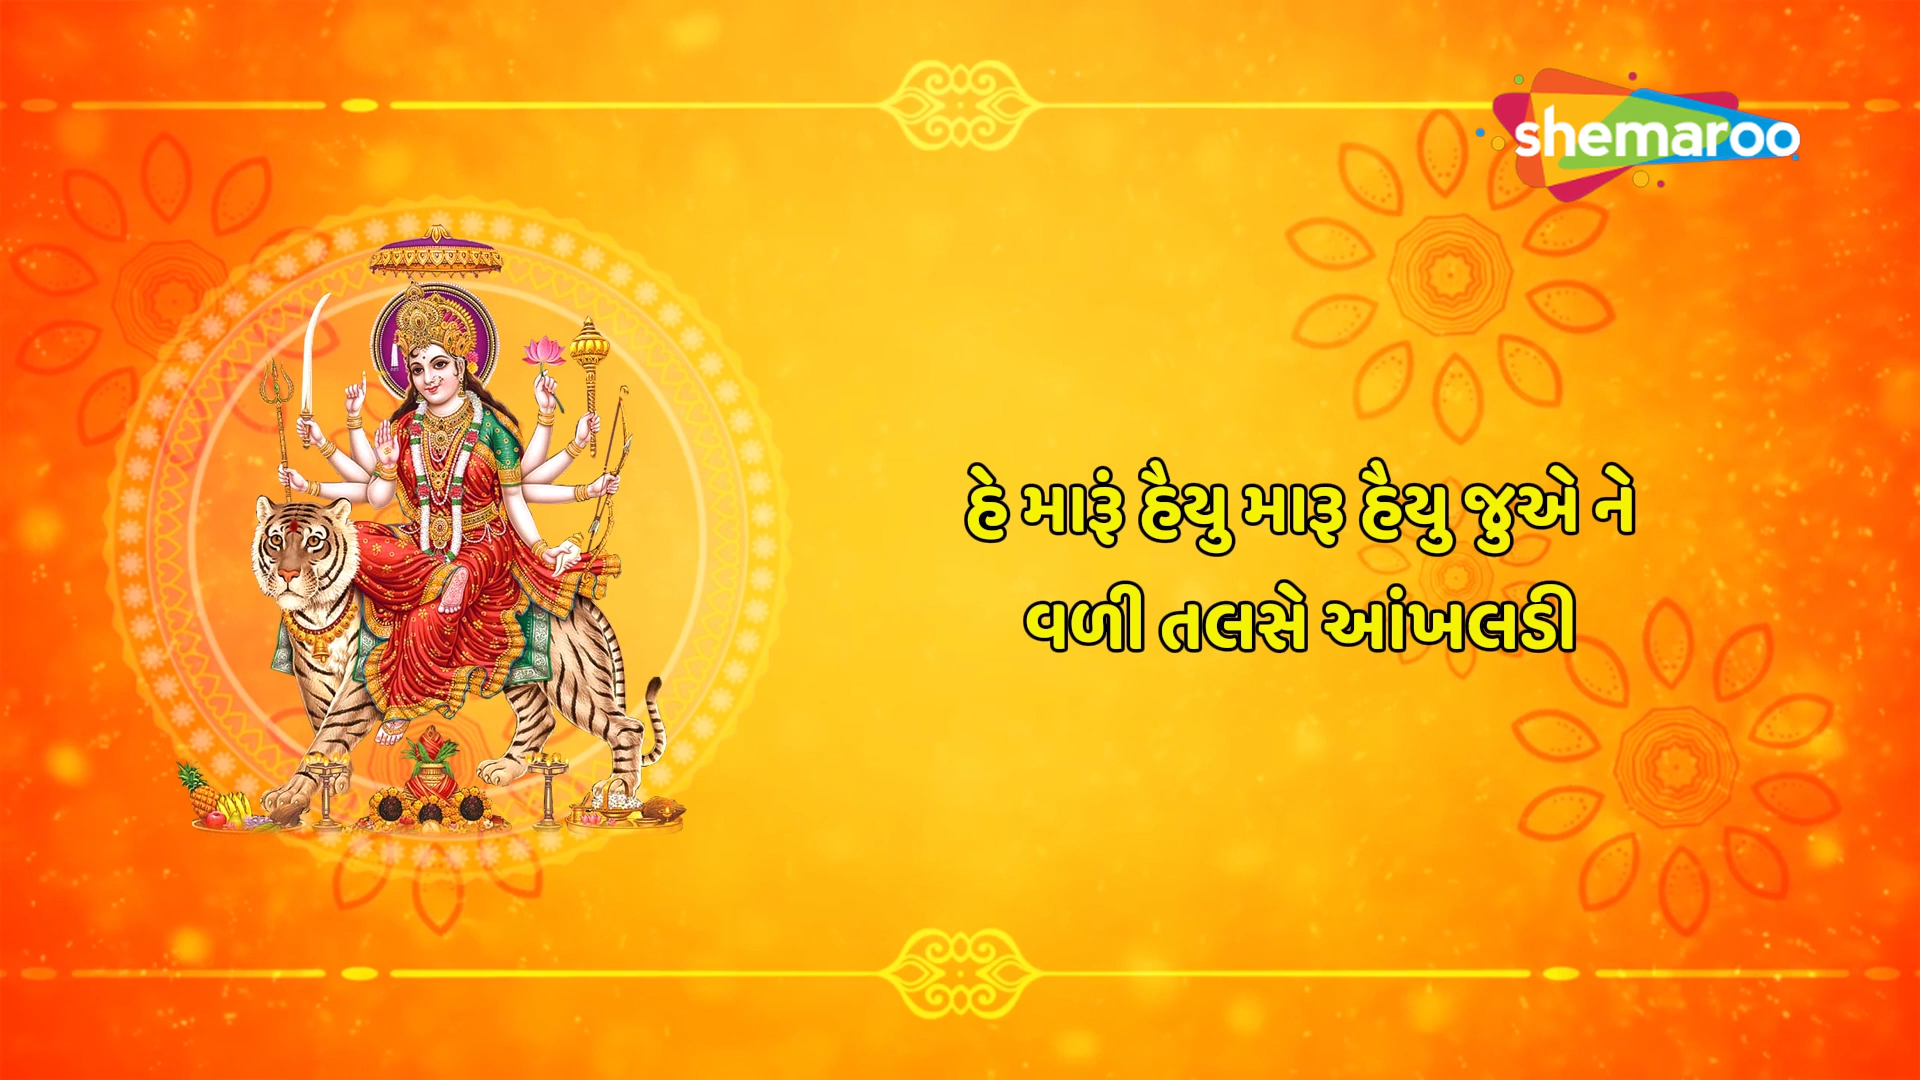 shemaroo
હે મારૂં હૈયુ મારૂ હૈયુ જુએ ને
વળી તલસે આંખલડી